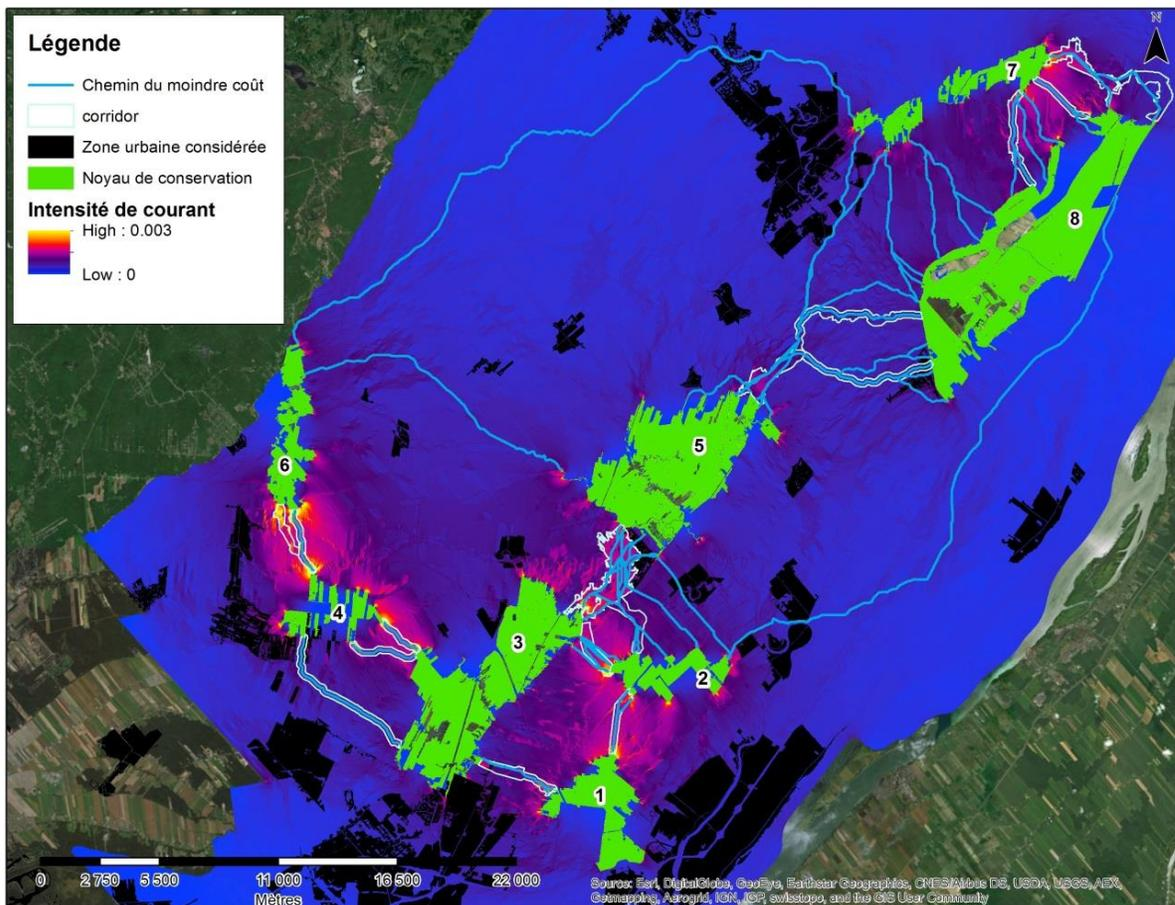 Légende
Chemin du moindre coût
corridor
Zone urbaine considérée
Noyau de conservation
Intensité de courant
High : 0.003
Low : 0
N
7
8
5
6
4
3
2
1
0 2 750 5 500 11 000 16 500 22 000
Mètres
Source: Esri, DigitalGlobe, GeoEye, Earthstar Geographics, CNES/Airbus DS, USDA, USGS, AEX,
Getmapping, Aerogrid, IGN, IGP, swisstopo, and the GIS User Community